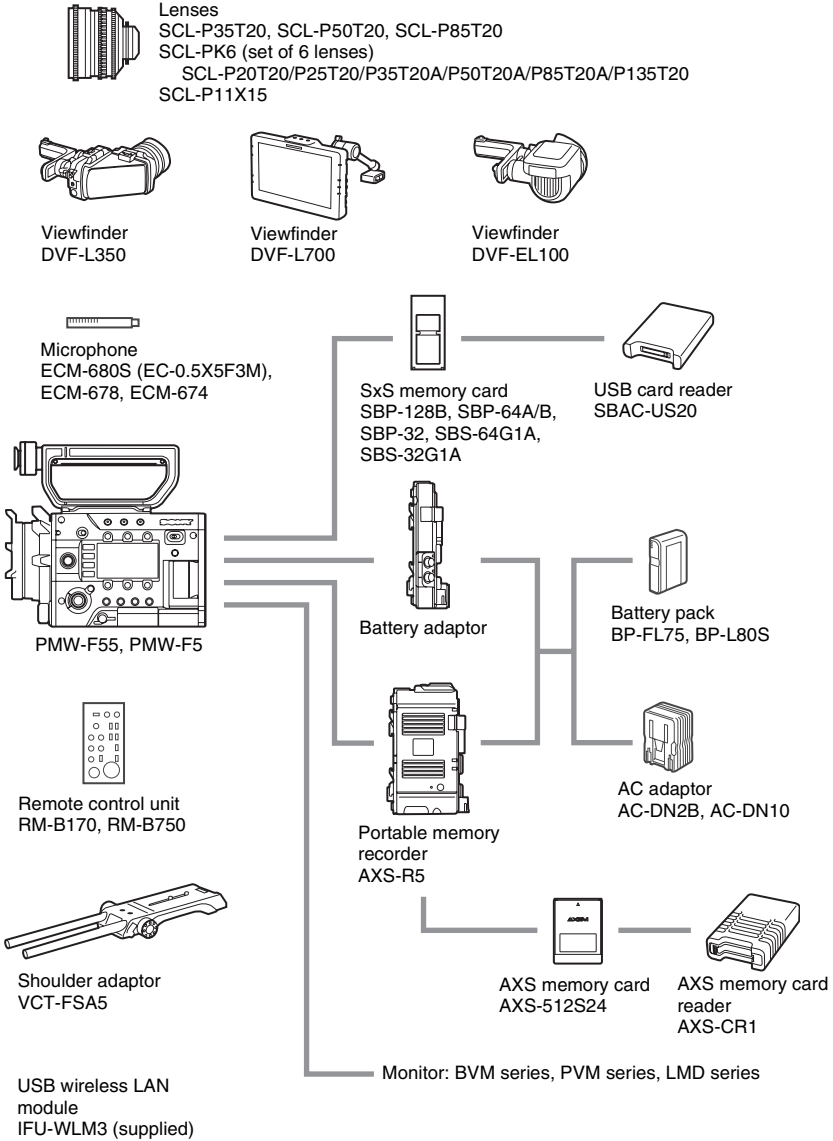 Lenses
SCL-P35T20, SCL-P50T20, SCL-P85T20
SCL-PK6 (set of 6 lenses)
SCL-P20T20/P25T20/P35T20A/P50T20A/P85T20A/P135T20
SCL-P11X15
Viewfinder
DVF-L350
Viewfinder
DVF-L700
Viewfinder
DVF-EL100
Microphone
ECM-680S (EC-0.5X5F3M),
ECM-678, ECM-674
SxS memory card
SBP-128B, SBP-64A/B,
SBP-32, SBS-64G1A,
SBS-32G1A
USB card reader
SBAC-US20
SONY
PMW-F55, PMW-F5
Battery adaptor
Battery pack
BP-FL75, BP-L80S
Remote control unit
RM-B170, RM-B750
Portable memory
recorder
AXS-R5
AC adaptor
AC-DN2B, AC-DN10
Shoulder adaptor
VCT-FSA5
AXS memory card
AXS-512S24
AXS memory card
reader
AXS-CR1
Monitor: BVM series, PVM series, LMD series
USB wireless LAN
module
IFU-WLM3 (supplied)